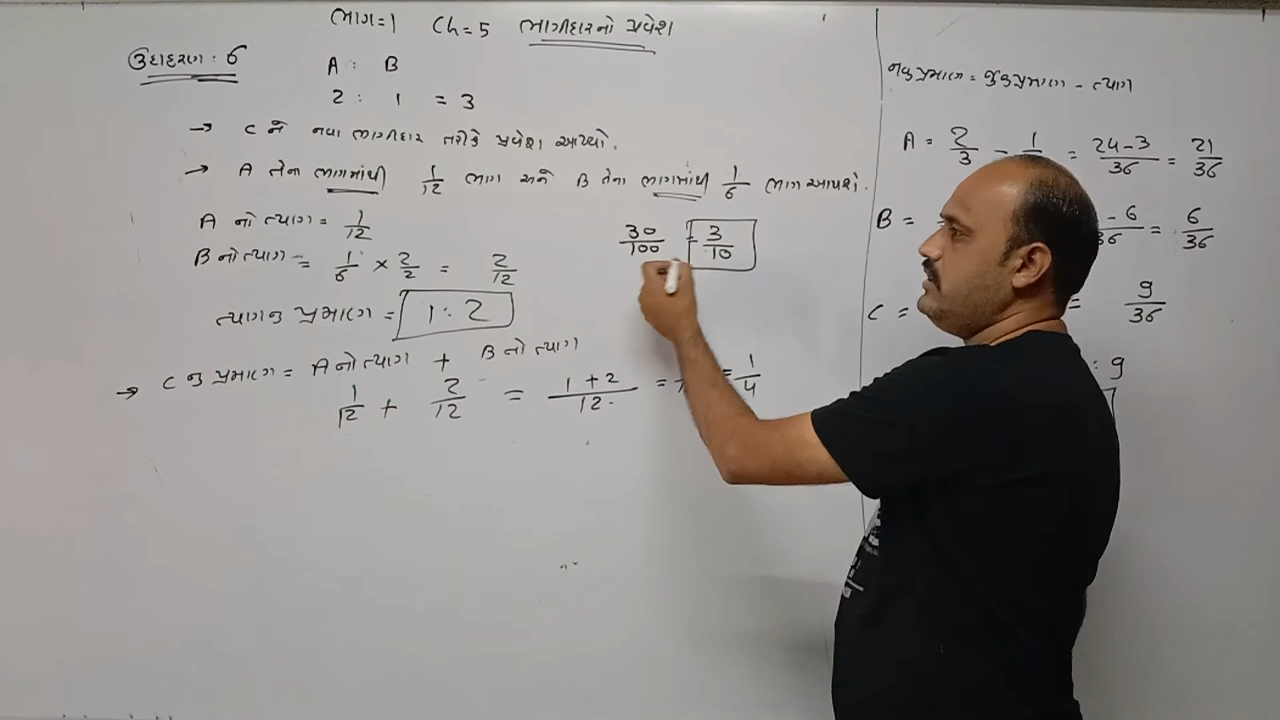 ભાગ=1 Ch=5 ભાગીદારનો પ્રવેશ
ઉદાહરણ : 6
A : B
2 : 1 = 3
→ C ને નવા ભાગીદાર તરીકે પ્રવેશ આપ્યો.
→ A તેના ભાગમાંથી 1/12 ભાગ અને B તેના ભાગમાંથી 1/6 ભાગ આપશે.
A નો ત્યાગ = 1/12
B નો ત્યાગ = 1/6 × 2/2 = 2/12
ત્યાગનુ પ્રમાણ = 1 : 2
30/100 = 3/10
→ C નુ પ્રમાણ = A નો ત્યાગ + B નો ત્યાગ
1/12 + 2/12 = 1 + 2/12 = = 1/4
નવુ પ્રમાણ = જુનુ પ્રમાણ - ત્યાગ
A = 2/3 - 1 = 24-3/36 = 21/36
B = - 6/36 = 6/36
C = = 9/36
: 9